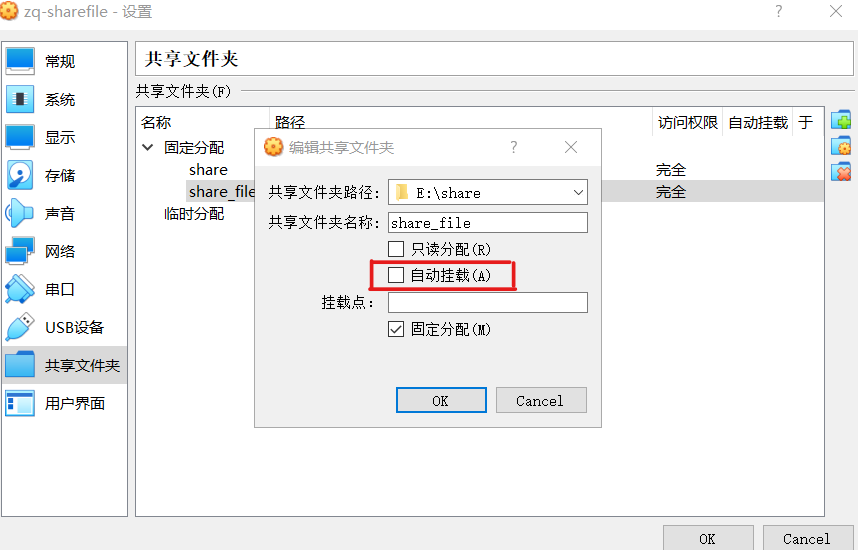 zq-sharefile - 设置
常规
系统
显示
存储
声音
网络
串口
USB设备
共享文件夹
用户界面
共享文件夹
共享文件夹(F)
名称 路径 访问权限 自动挂载 于
固定分配
share 完全
share_file 完全
临时分配
编辑共享文件夹
共享文件夹路径: E:\share
共享文件夹名称: share_file
只读分配(R)
自动挂载(A)
挂载点:
固定分配(M)
OK Cancel
OK Cancel